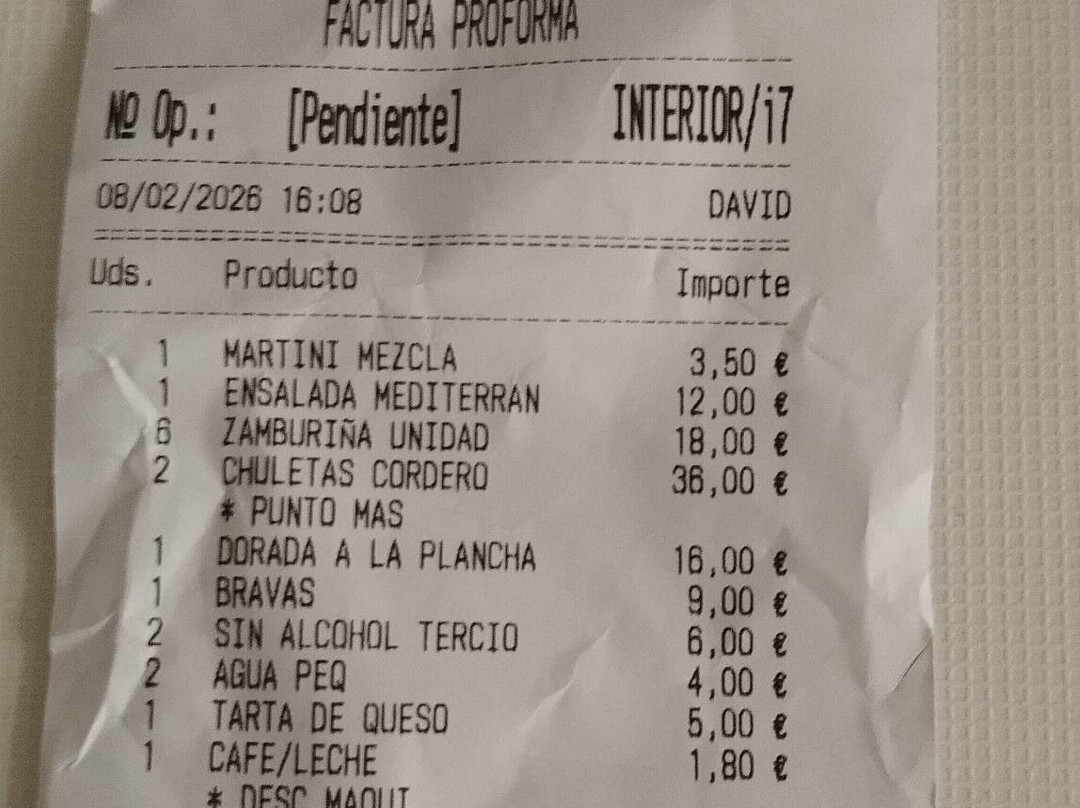 FACTURA PROFORMA
Nº Op.: [Pendiente] INTERIOR/i7
08/02/2026 16:08 DAVID
Uds. Producto Importe
1 MARTINI MEZCLA 3,50 €
1 ENSALADA MEDITERRAN 12,00 €
6 ZAMBURIÑA UNIDAD 18,00 €
2 CHULETAS CORDERO 36,00 €
* PUNTO MAS
1 DORADA A LA PLANCHA 16,00 €
1 BRAVAS 9,00 €
2 SIN ALCOHOL TERCIO 6,00 €
2 AGUA PEQ 4,00 €
1 TARTA DE QUESO 5,00 €
1 CAFE/LECHE 1,80 €
* DESC MAQUI